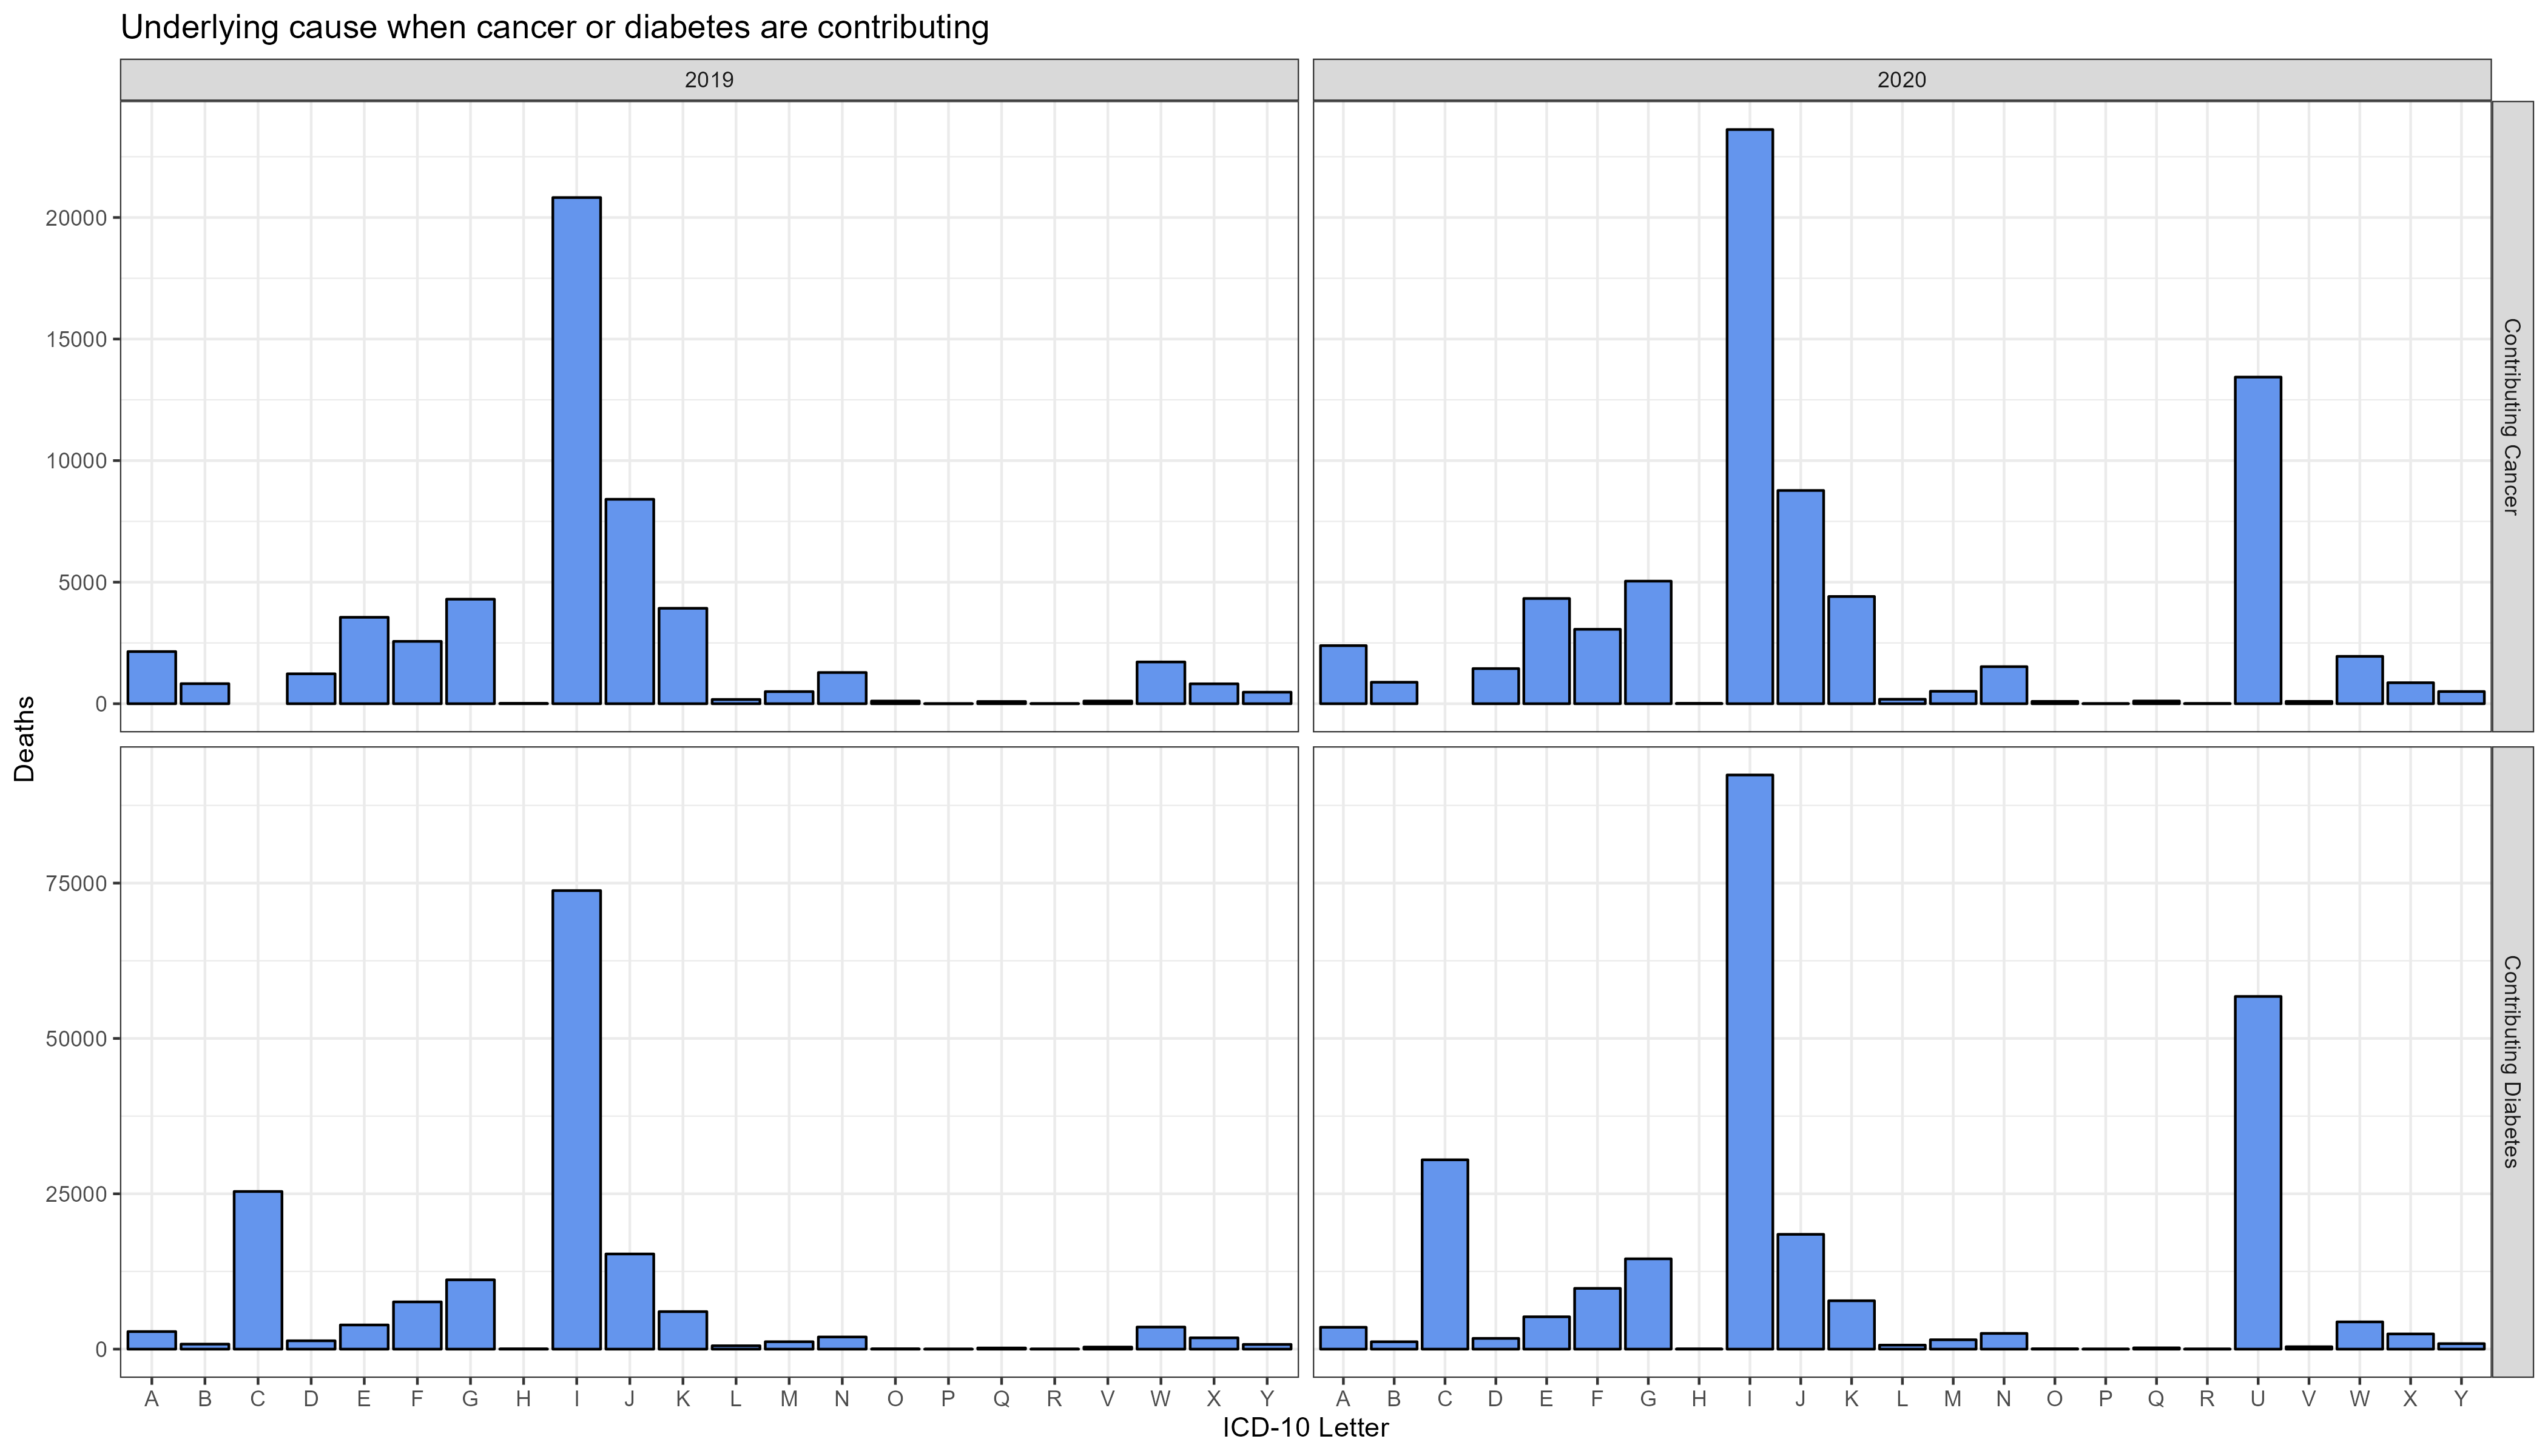 Underlying cause when cancer or diabetes are contributing
2019
2020
20000
15000
10000
5000
0
Contributing Cancer
Deaths
75000
50000
25000
0
Contributing Diabetes
A B C D E F G H I J K L M N O P Q R V W X Y
A B C D E F G H I J K L M N O P Q R U V W X Y
ICD-10 Letter